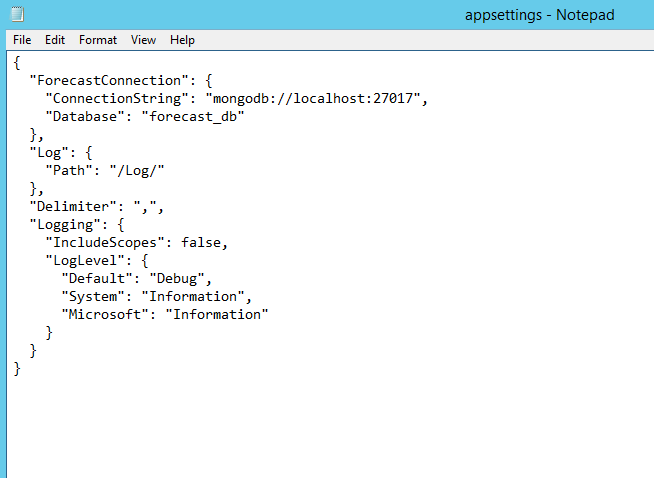 appsettings - Notepad
File Edit Format View Help
{
  "ForecastConnection": {
    "ConnectionString": "mongodb://localhost:27017",
    "Database": "forecast_db"
  },
  "Log": {
    "Path": "/Log/"
  },
  "Delimiter": ",",
  "Logging": {
    "IncludeScopes": false,
    "LogLevel": {
      "Default": "Debug",
      "System": "Information",
      "Microsoft": "Information"
    }
  }
}